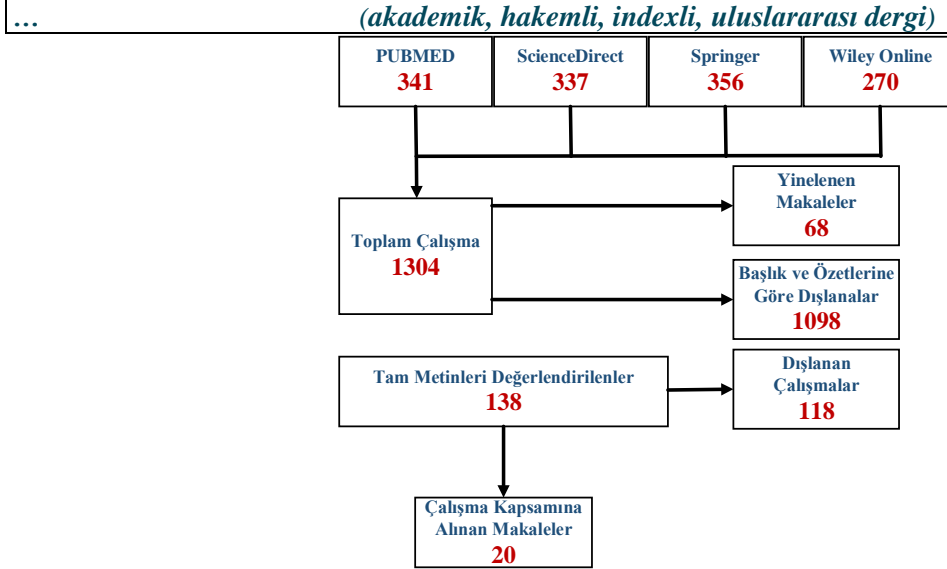 … (akademik, hakemli, indexli, uluslararası dergi)
PUBMED
341
ScienceDirect
337
Springer
356
Wiley Online
270
Toplam Çalışma
1304
Yinelenen
Makaleler
68
Başlık ve Özetlerine
Göre Dışlanalar
1098
Tam Metinleri Değerlendirilenler
138
Dışlanan
Çalışmalar
118
Çalışma Kapsamına
Alınan Makaleler
20